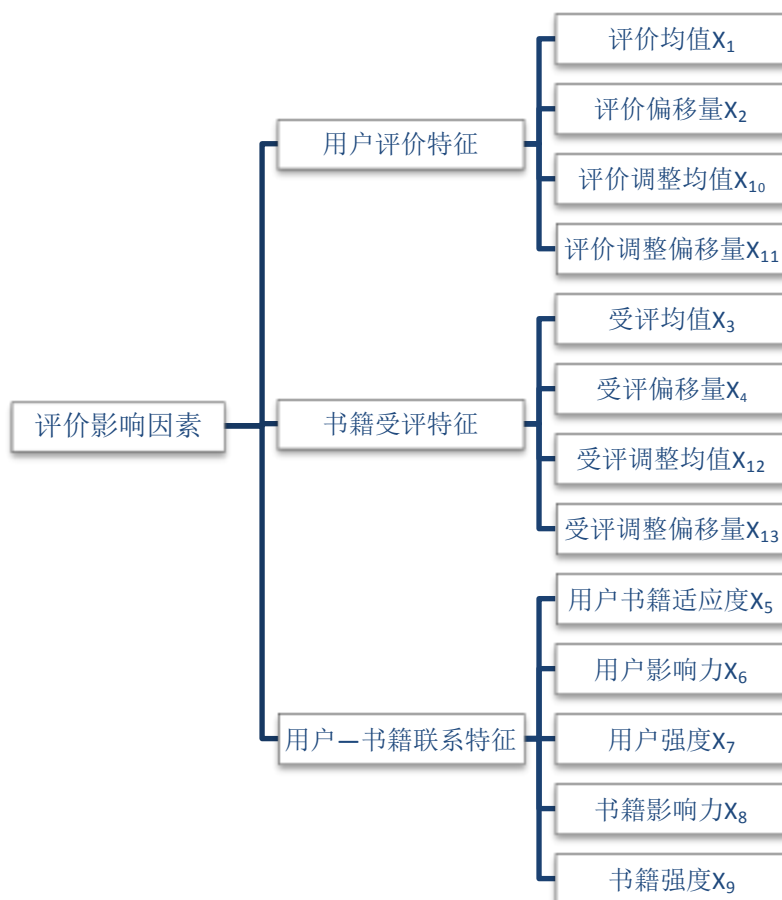 评价影响因素
用户评价特征
评价均值X₁
评价偏移量X₂
评价调整均值X₁₀
评价调整偏移量X₁₁
书籍受评特征
受评均值X₃
受评偏移量X₄
受评调整均值X₁₂
受评调整偏移量X₁₃
用户—书籍联系特征
用户书籍适应度X₅
用户影响力X₆
用户强度X₇
书籍影响力X₈
书籍强度X₉